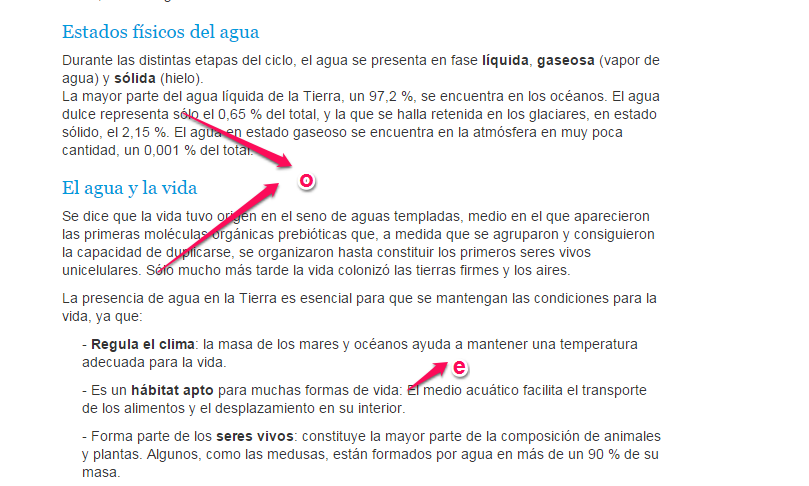 Estados físicos del agua
Durante las distintas etapas del ciclo, el agua se presenta en fase líquida, gaseosa (vapor de
agua) y sólida (hielo).
La mayor parte del agua líquida de la Tierra, un 97,2 %, se encuentra en los océanos. El agua
dulce representa sólo el 0,65 % del total, y la que se halla retenida en los glaciares, en estado
sólido, el 2,15 %. El agua en estado gaseoso se encuentra en la atmósfera en muy poca
cantidad, un 0,001 % del total.
o
El agua y la vida
Se dice que la vida tuvo origen en el seno de aguas templadas, medio en el que aparecieron
las primeras moléculas orgánicas prebióticas que, a medida que se agruparon y consiguieron
la capacidad de duplicarse, se organizaron hasta constituir los primeros seres vivos
unicelulares. Sólo mucho más tarde la vida colonizó las tierras firmes y los aires.
La presencia de agua en la Tierra es esencial para que se mantengan las condiciones para la
vida, ya que:
- Regula el clima: la masa de los mares y océanos ayuda a mantener una temperatura
adecuada para la vida.
e
- Es un hábitat apto para muchas formas de vida: El medio acuático facilita el transporte
de los alimentos y el desplazamiento en su interior.
- Forma parte de los seres vivos: constituye la mayor parte de la composición de animales
y plantas. Algunos, como las medusas, están formados por agua en más de un 90 % de su
masa.